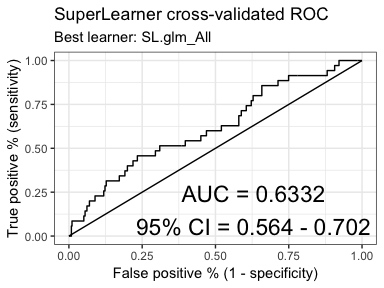 SuperLearner cross-validated ROC
Best learner: SL.glm_All
True positive % (sensitivity)
1.00
0.75
0.50
0.25
0.00
AUC = 0.6332
95% CI = 0.564 - 0.702
0.00 0.25 0.50 0.75 1.00
False positive % (1 - specificity)